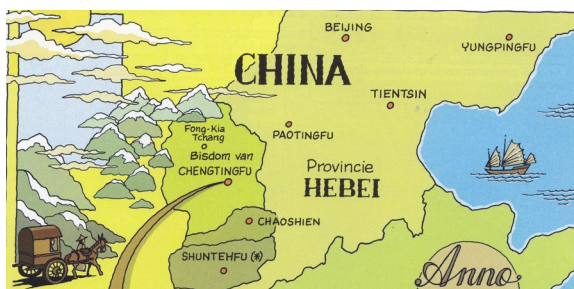 BEIJING
YUNGPINGFU
CHINA
TIENTSIN
PAOTINGFU
Fong-Kia
Tchang
Bisdom van
CHENGTINGFU
Provincie
HEBEI
CHAOSHIEN
SHUNTEHFU (*)
Anno